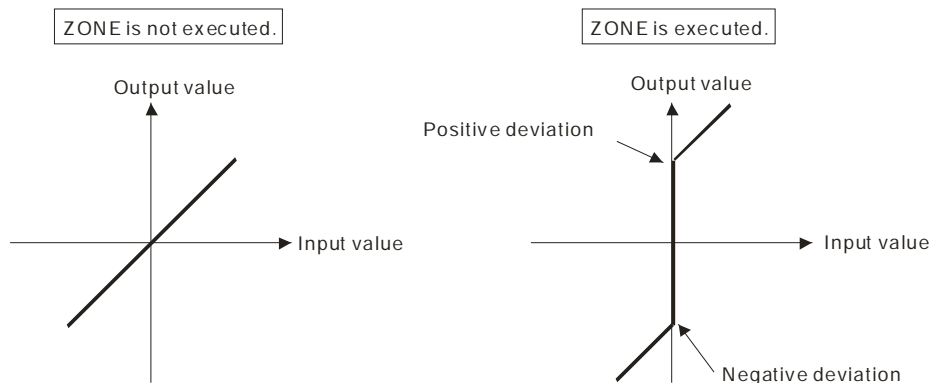 ZONE is not executed.
ZONE is executed.
Output value
Output value
Positive deviation
Input value
Input value
Negative deviation